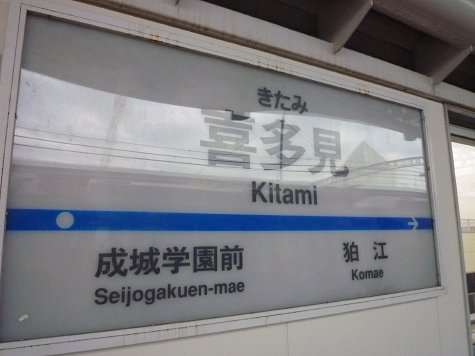 きたみ
喜多見
Kitami
成城学園前
Seijogakuen-mae
狛江
Komae